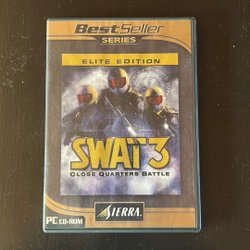 BestSeller
SERIES
ELITE EDITION
SWAT 3
CLOSE QUARTERS BATTLE
PC CD-ROM
SIERRA